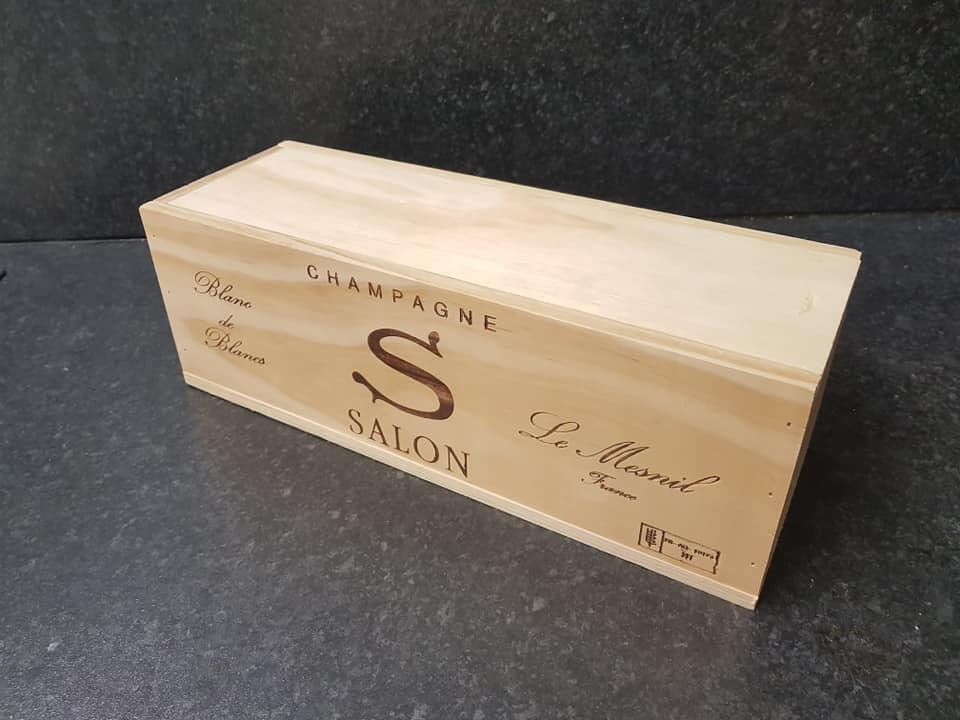 Blanc
de
Blancs
CHAMPAGNE
S
SALON
Le Mesnil
France